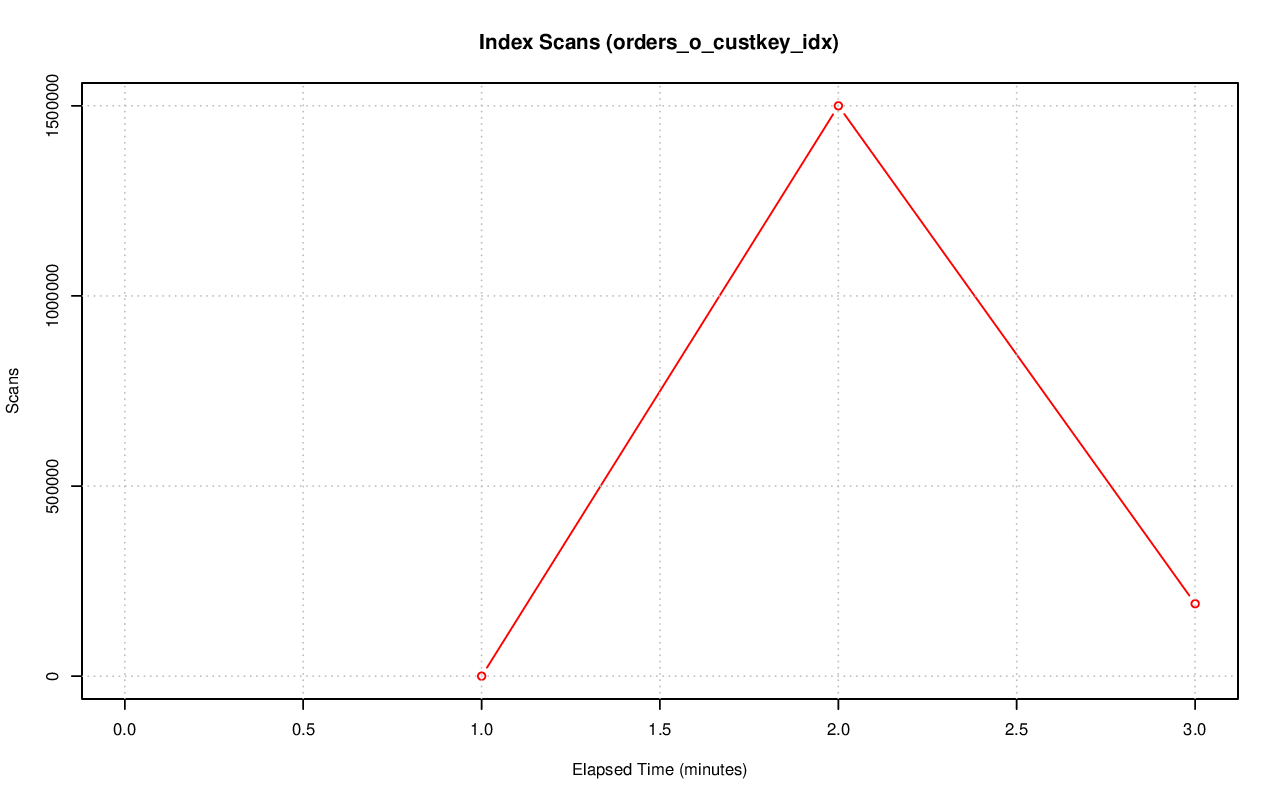 Index Scans (orders_o_custkey_idx)
Scans
1500000
1000000
500000
0
0.0 0.5 1.0 1.5 2.0 2.5 3.0
Elapsed Time (minutes)